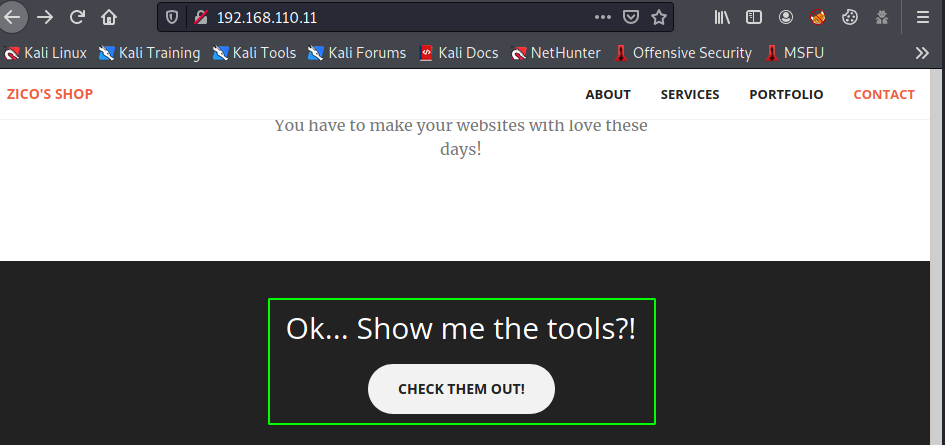 192.168.110.11
Kali Linux Kali Training Kali Tools Kali Forums Kali Docs NetHunter Offensive Security MSFU
ZICO'S SHOP ABOUT SERVICES PORTFOLIO CONTACT
You have to make your websites with love these
days!
Ok... Show me the tools?!
CHECK THEM OUT!